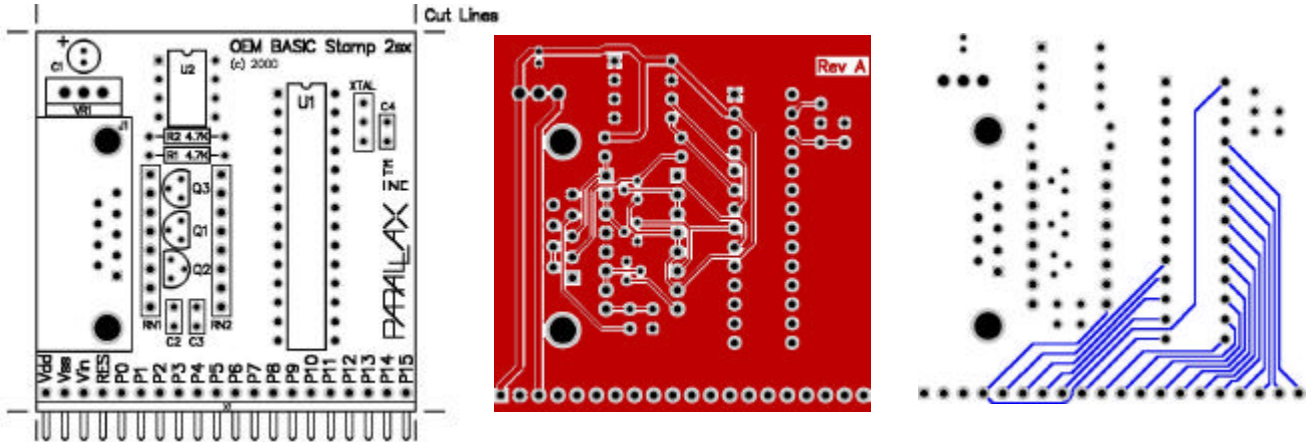 Cut Lines
OEM BASIC Stamp 2sx
(c) 2000
+
C1
U2
VR1
U1
XTAL
C4
J1
R2 4.7K
R1 4.7K
TM
INC
PARALLAX
Q3
Q1
Q2
RN1
C2
C3
RN2
Vdd
Vss
Vin
RES
P0
P1
P2
P3
P4
P5
P6
P7
P8
P9
P10
P11
P12
P13
P14
P15
X1
Rev A